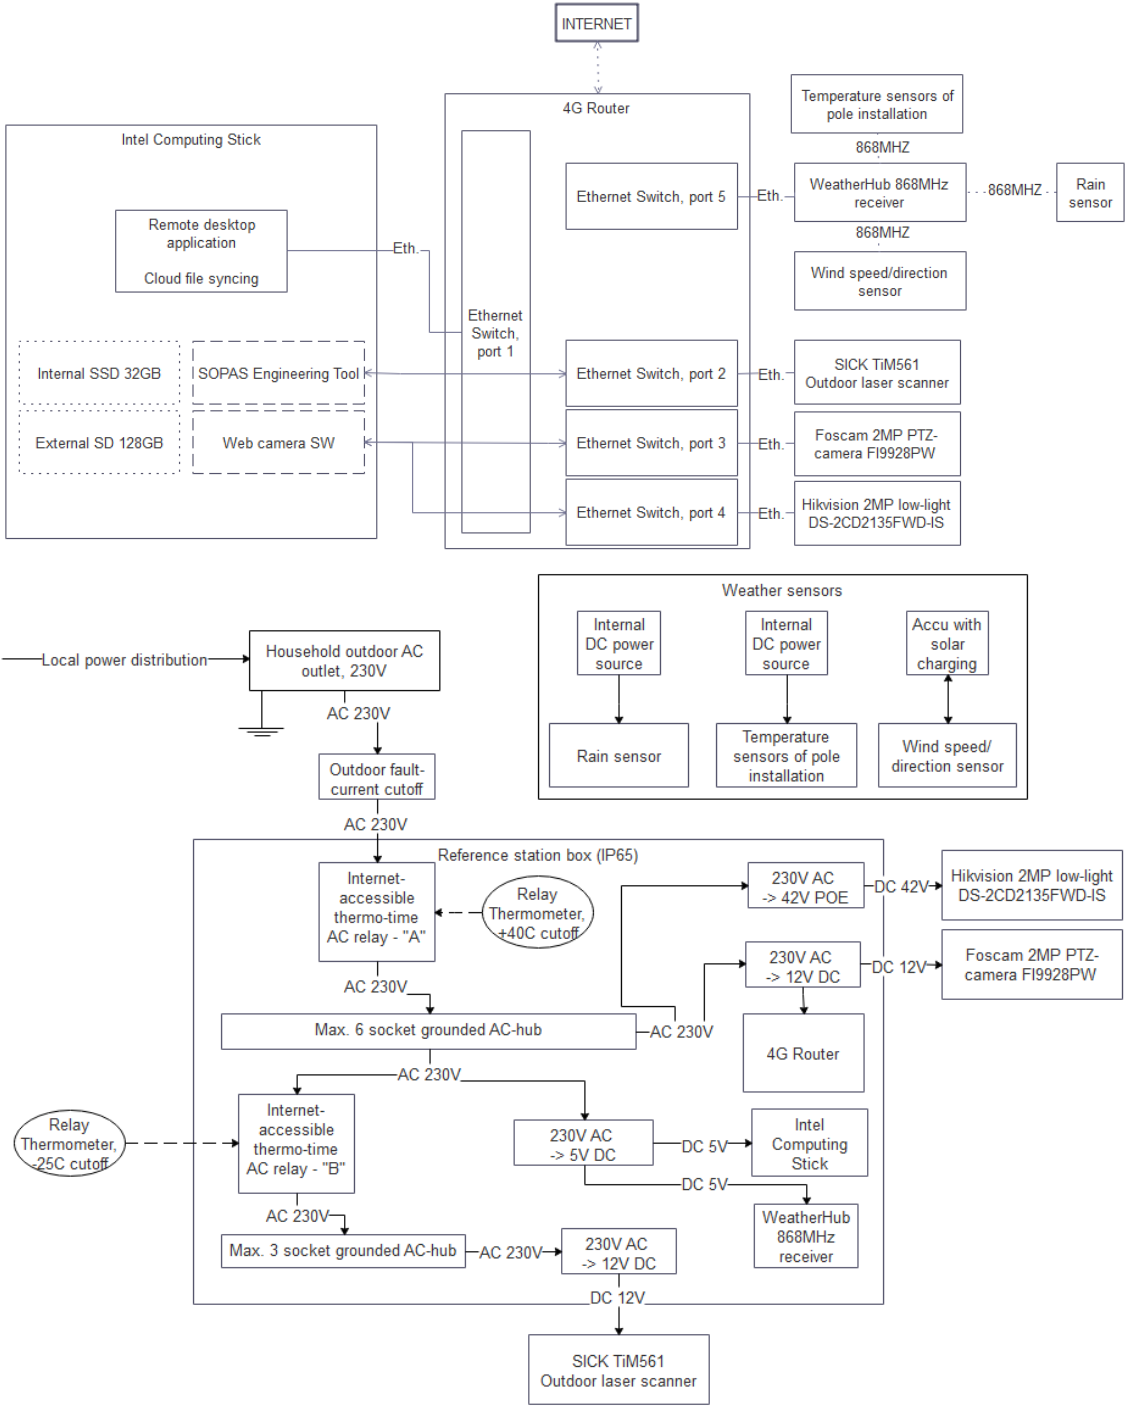 INTERNET
4G Router
Temperature sensors of
pole installation
868MHZ
Intel Computing Stick
Ethernet Switch, port 5
Eth.
WeatherHub 868MHz
receiver
868MHZ
Rain
sensor
868MHZ
Remote desktop
application
Cloud file syncing
Eth.
Wind speed/direction
sensor
Ethernet
Switch,
port 1
Internal SSD 32GB
SOPAS Engineering Tool
Ethernet Switch, port 2
Eth.
SICK TiM561
Outdoor laser scanner
External SD 128GB
Web camera SW
Ethernet Switch, port 3
Eth.
Foscam 2MP PTZ-
camera FI9928PW
Ethernet Switch, port 4
Eth.
Hikvision 2MP low-light
DS-2CD2135FWD-IS
Weather sensors
Internal
DC power
source
Internal
DC power
source
Accu with
solar
charging
Rain sensor
Temperature
sensors of pole
installation
Wind speed/
direction sensor
Local power distribution
Household outdoor AC
outlet, 230V
AC 230V
Outdoor fault-
current cutoff
AC 230V
Reference station box (IP65)
Internet-
accessible
thermo-time
AC relay - "A"
Relay
Thermometer,
+40C cutoff
230V AC
-> 42V POE
DC 42V
Hikvision 2MP low-light
DS-2CD2135FWD-IS
230V AC
-> 12V DC
DC 12V
Foscam 2MP PTZ-
camera FI9928PW
AC 230V
Max. 6 socket grounded AC-hub
AC 230V
4G Router
AC 230V
Relay
Thermometer,
-25C cutoff
Internet-
accessible
thermo-time
AC relay - "B"
230V AC
-> 5V DC
DC 5V
Intel
Computing
Stick
DC 5V
WeatherHub
868MHz
receiver
AC 230V
Max. 3 socket grounded AC-hub
AC 230V
230V AC
-> 12V DC
DC 12V
SICK TiM561
Outdoor laser scanner